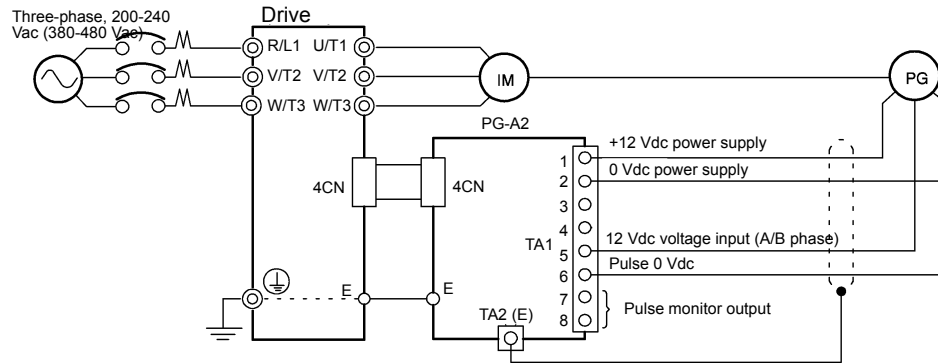 Three-phase, 200-240
Vac (380-480 Vac)
Drive
R/L1 U/T1
V/T2 V/T2
W/T3 W/T3
IM
PG
PG-A2
4CN
4CN
1
2
3
4
5
6
7
8
TA1
+12 Vdc power supply
0 Vdc power supply
12 Vdc voltage input (A/B phase)
Pulse 0 Vdc
Pulse monitor output
E
E
TA2 (E)